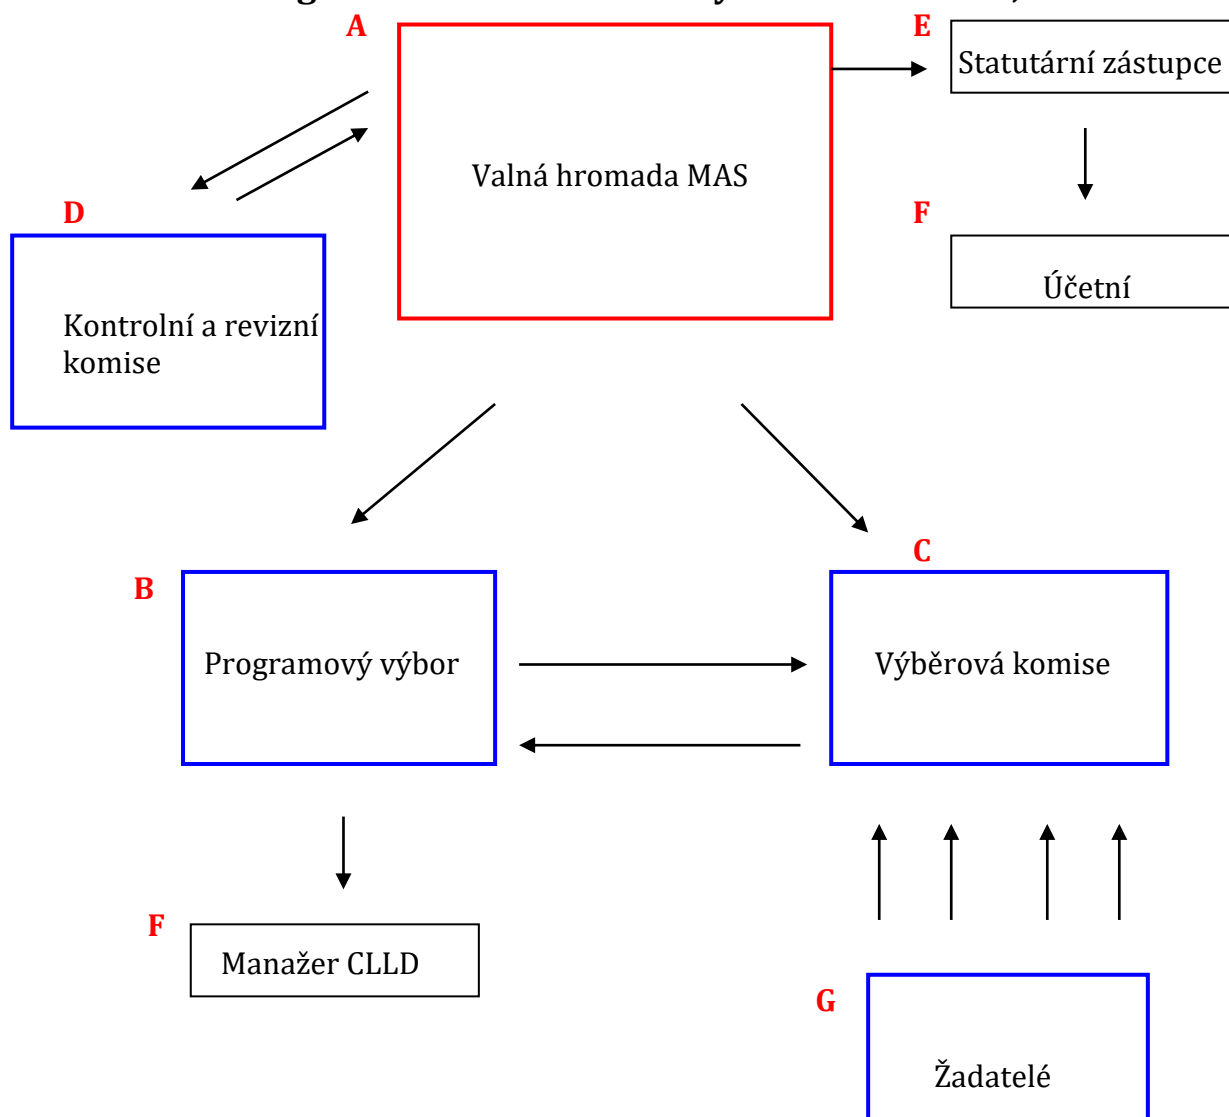 A
E
Statutární zástupce
Valná hromada MAS
D
F
Účetní
Kontrolní a revizní
komise
C
B
Programový výbor
Výběrová komise
F
Manažer CLLD
G
Žadatelé